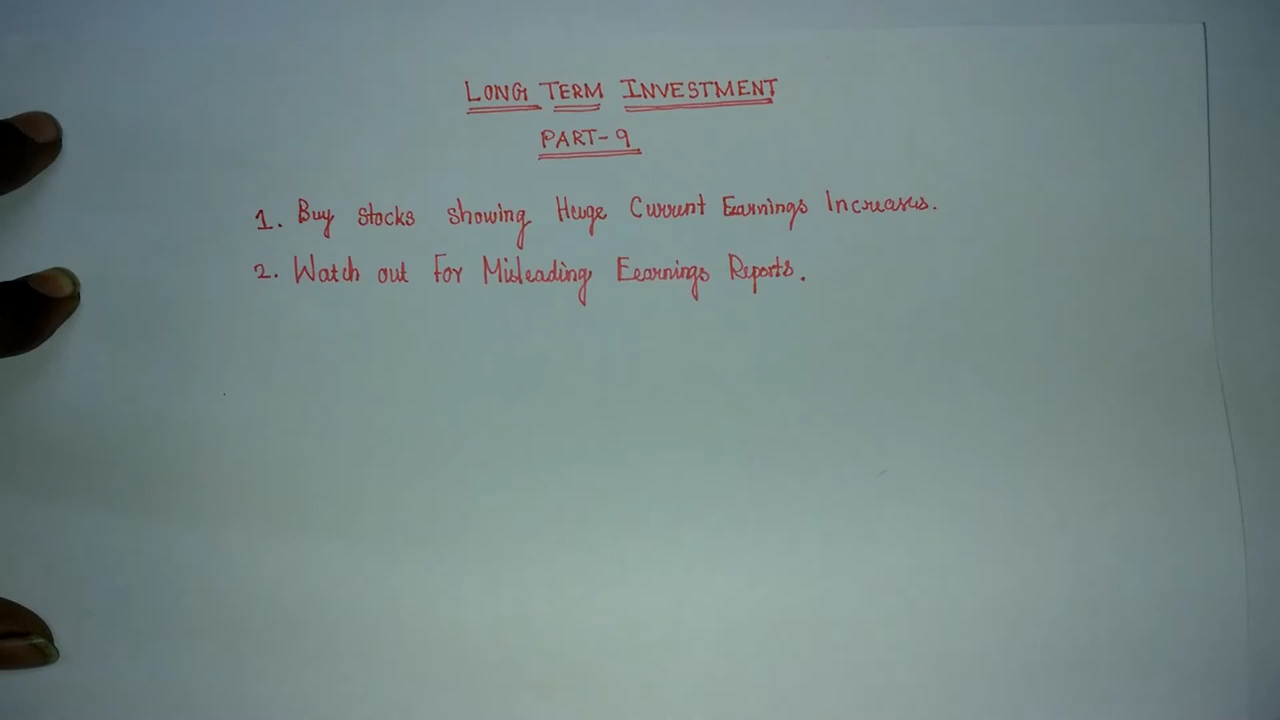 LONG TERM INVESTMENT
PART-9
1. Buy Stocks showing Huge Current Earnings Increases.
2. Watch out For Misleading Eearnings Reports.